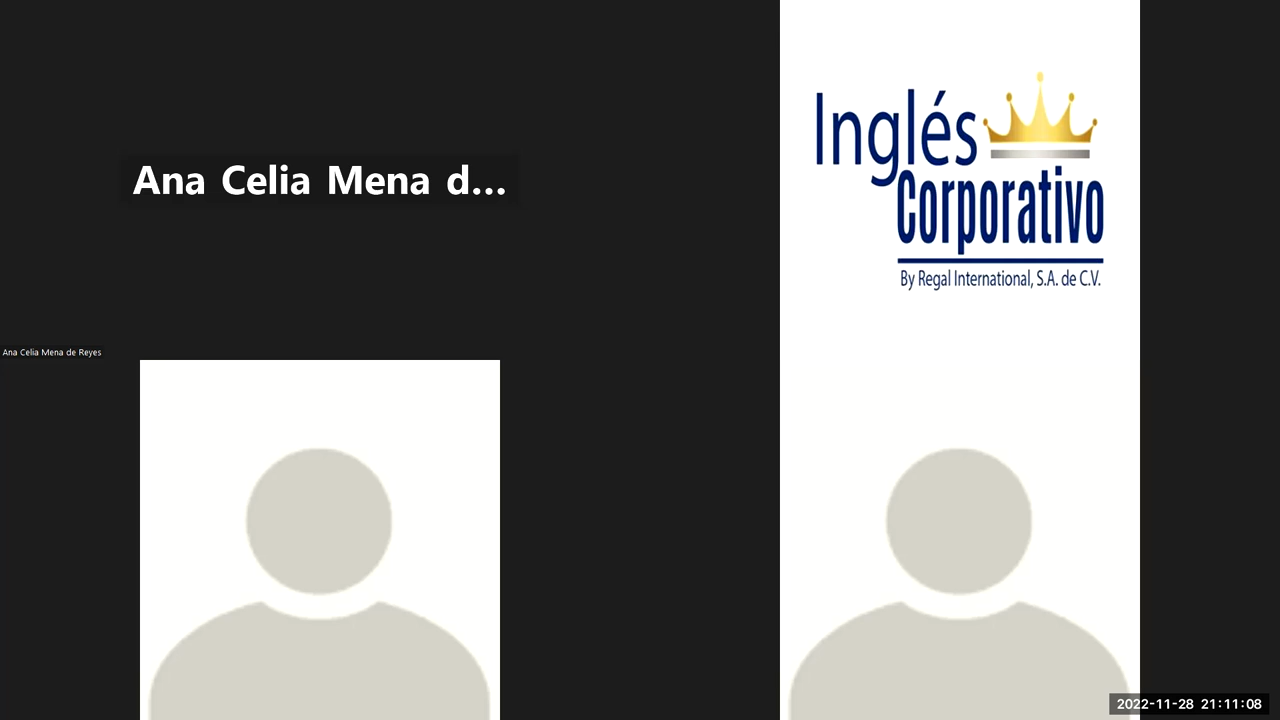 Ana Celia Mena d...
Inglés
Corporativo
By Regal International, S.A. de C.V.
Ana Celia Mena de Reyes
2022-11-28 21:11:08